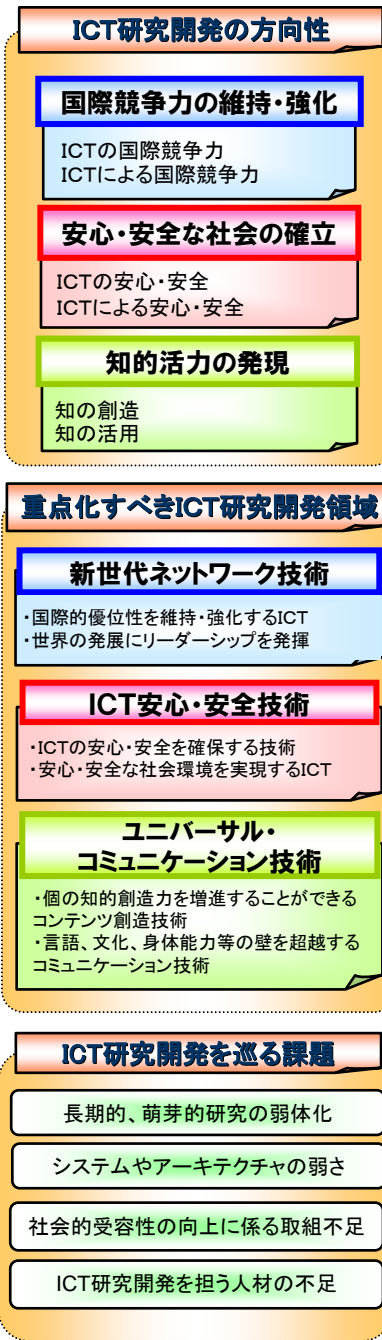 ICT研究開発の方向性
国際競争力の維持・強化
ICTの国際競争力
ICTによる国際競争力
安心・安全な社会の確立
ICTの安心・安全
ICTによる安心・安全
知的活力の発現
知の創造
知の活用
重点化すべきICT研究開発領域
新世代ネットワーク技術
・国際的優位性を維持・強化するICT
・世界の発展にリーダーシップを発揮
ICT安心・安全技術
・ICTの安心・安全を確保する技術
・安心・安全な社会環境を実現するICT
ユニバーサル・
コミュニケーション技術
・個の知的創造力を増進することができる
コンテンツ創造技術
・言語、文化、身体能力等の壁を超越する
コミュニケーション技術
ICT研究開発を巡る課題
長期的、萌芽的研究の弱体化
システムやアーキテクチャの弱さ
社会的受容性の向上に係る取組不足
ICT研究開発を担う人材の不足